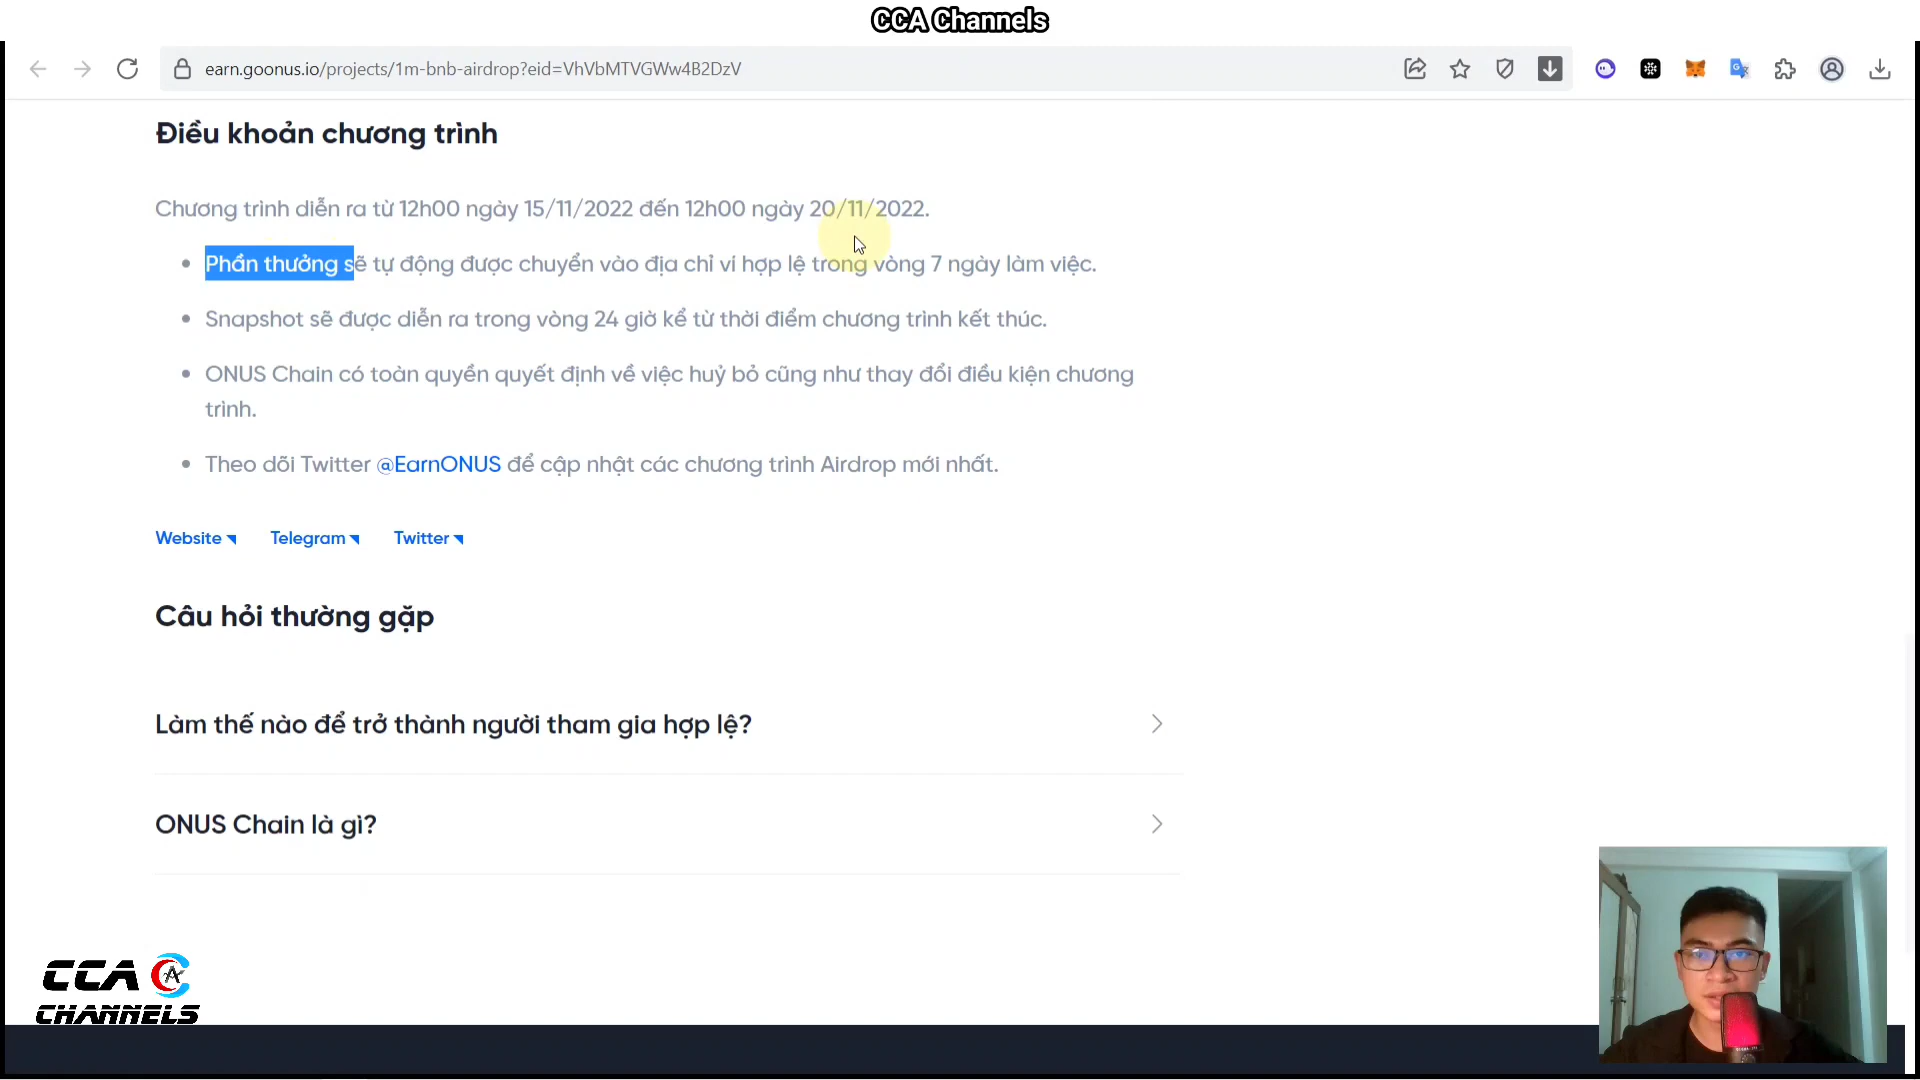 CCA Channels
earn.goonus.io/projects/1m-bnb-airdrop?eid=VhVbMTVGWw4B2DzV
Điều khoản chương trình
Chương trình diễn ra từ 12h00 ngày 15/11/2022 đến 12h00 ngày 20/11/2022.
Phần thưởng sẽ tự động được chuyển vào địa chỉ ví hợp lệ trong vòng 7 ngày làm việc.
Snapshot sẽ được diễn ra trong vòng 24 giờ kể từ thời điểm chương trình kết thúc.
ONUS Chain có toàn quyền quyết định về việc huỷ bỏ cũng như thay đổi điều kiện chương
trình.
Theo dõi Twitter @EarnONUS để cập nhật các chương trình Airdrop mới nhất.
Website Telegram Twitter
Câu hỏi thường gặp
Làm thế nào để trở thành người tham gia hợp lệ?
ONUS Chain là gì?
CCA
CHANNELS